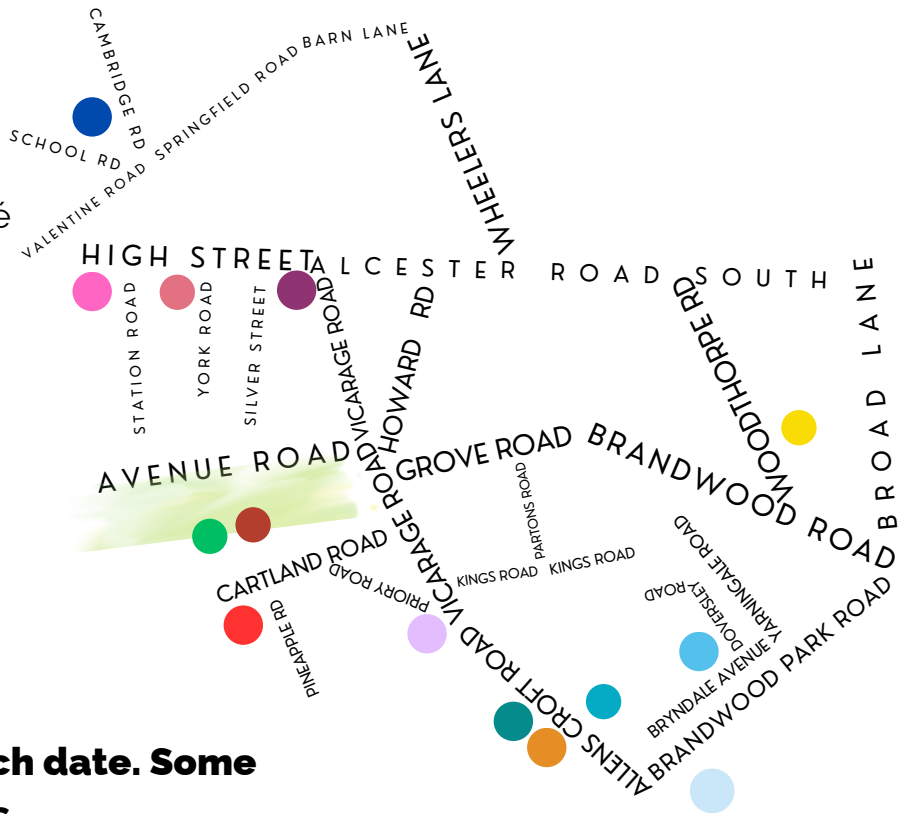 CAMBRIDGE RD
BARN LANE
SPRINGFIELD ROAD
WHEELERS LANE
SCHOOL RD
VALENTINE ROAD
é
HIGH STREET
ALCESTER ROAD SOUTH
BROAD LANE
STATION ROAD
YORK ROAD
SILVER STREET
VICARAGE ROAD
HOWARD RD
WOODTHORPE RD
AVENUE ROAD
GROVE ROAD
BRANDWOOD ROAD
VICARAGE ROAD
PARTONS ROAD
CARTLAND ROAD
PRIORY ROAD
KINGS ROAD
KINGS ROAD
YARNINGALE ROAD
DOVERSLEY ROAD
PINEAPPLE RD
VICARAGE ROAD
BRYNDALE AVENUE
BRANDWOOD PARK ROAD
ALLENS CROFT ROAD
ch date. Some